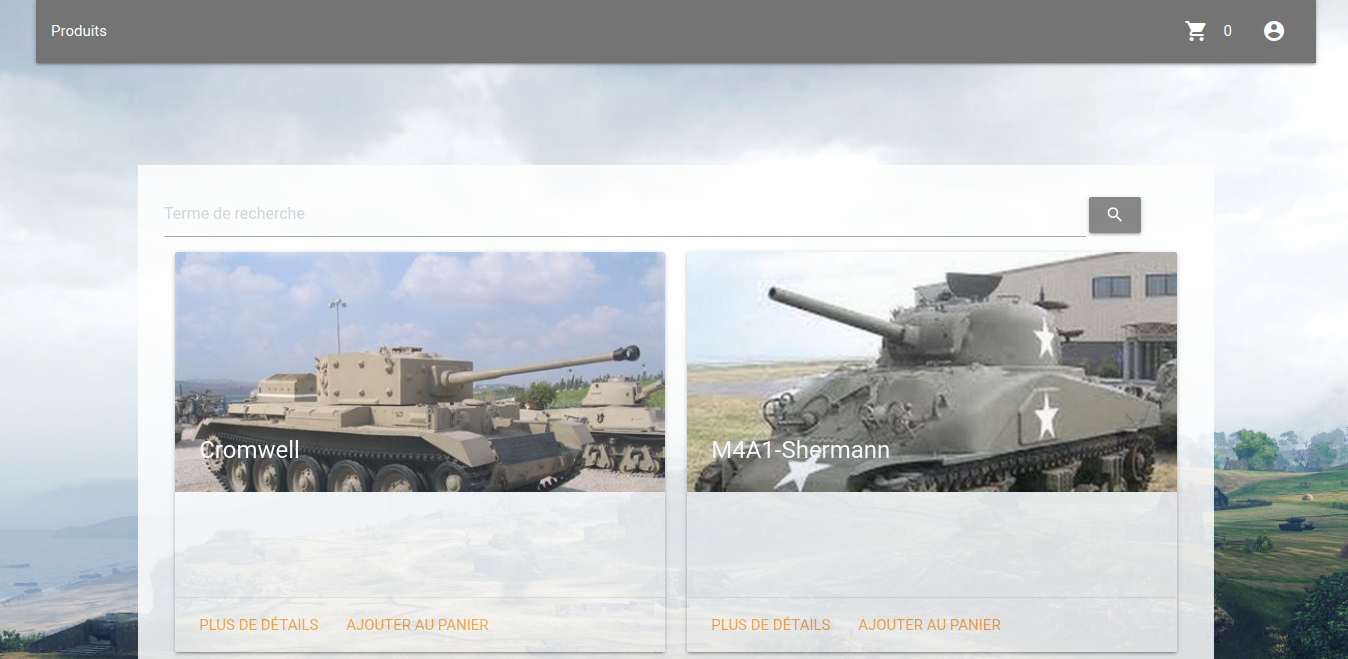 Produits 0
Terme de recherche
Cromwell M4A1-Shermann
PLUS DE DÉTAILS AJOUTER AU PANIER PLUS DE DÉTAILS AJOUTER AU PANIER